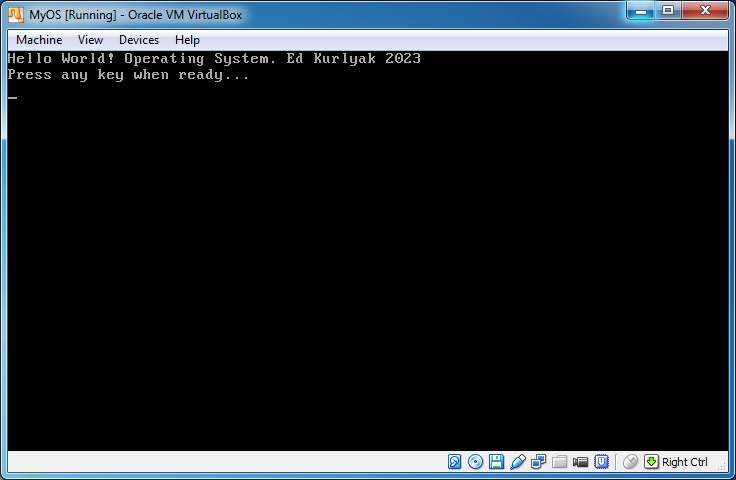 MyOS [Running] - Oracle VM VirtualBox
Machine View Devices Help
Hello World! Operating System. Ed Kurlyak 2023
Press any key when ready...
_
Right Ctrl